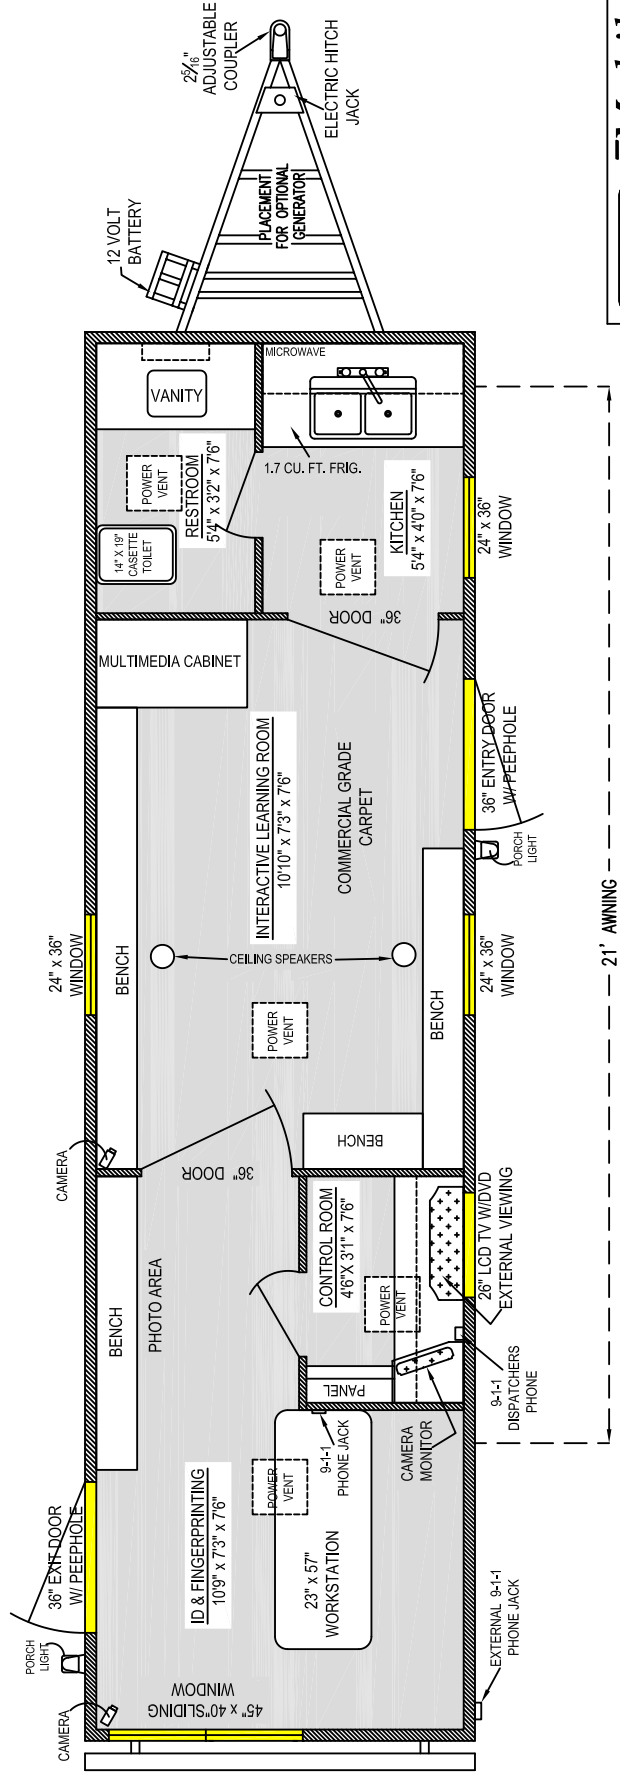 2 5/16"
ADJUSTABLE
COUPLER
ELECTRIC HITCH
JACK
PLACEMENT
FOR OPTIONAL
GENERATOR
12 VOLT
BATTERY
MICROWAVE
VANITY
1.7 CU. FT. FRIG.
POWER
VENT
RESTROOM
5'4" X 3'2" X 7'6"
14" X 19"
CASETTE
TOILET
KITCHEN
5'4" X 4'0" X 7'6"
POWER
VENT
24" x 36"
WINDOW
36" DOOR
MULTIMEDIA CABINET
INTERACTIVE LEARNING ROOM
10'10" x 7'3" x 7'6"
COMMERCIAL GRADE
CARPET
36" ENTRY DOOR
W/ PEEPHOLE
PORCH
LIGHT
24" x 36"
WINDOW
BENCH
CEILING SPEAKERS
24" x 36"
WINDOW
21' AWNING
POWER
VENT
BENCH
BENCH
CAMERA
36" DOOR
BENCH
PHOTO AREA
CONTROL ROOM
4'6"X 3'1" x 7'6"
POWER
VENT
26" LCD TV W/DVD
EXTERNAL VIEWING
PANEL
9-1-1
DISPATCHERS
PHONE
CAMERA
MONITOR
9-1-1
PHONE JACK
36" EXIT DOOR
W/ PEEPHOLE
ID & FINGERPRINTING
10'9" x 7'3" x 7'6"
POWER
VENT
23" x 57"
WORKSTATION
PORCH
LIGHT
CAMERA
45" x 40"SLIDING
WINDOW
EXTERNAL 9-1-1
PHONE JACK